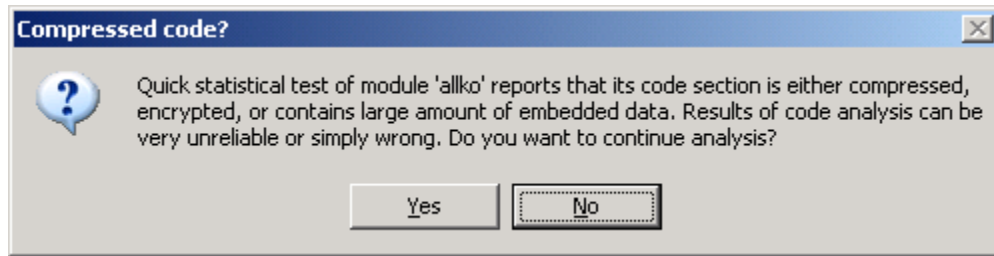 Compressed code?
Quick statistical test of module 'allko' reports that its code section is either compressed,
encrypted, or contains large amount of embedded data. Results of code analysis can be
very unreliable or simply wrong. Do you want to continue analysis?
Yes No